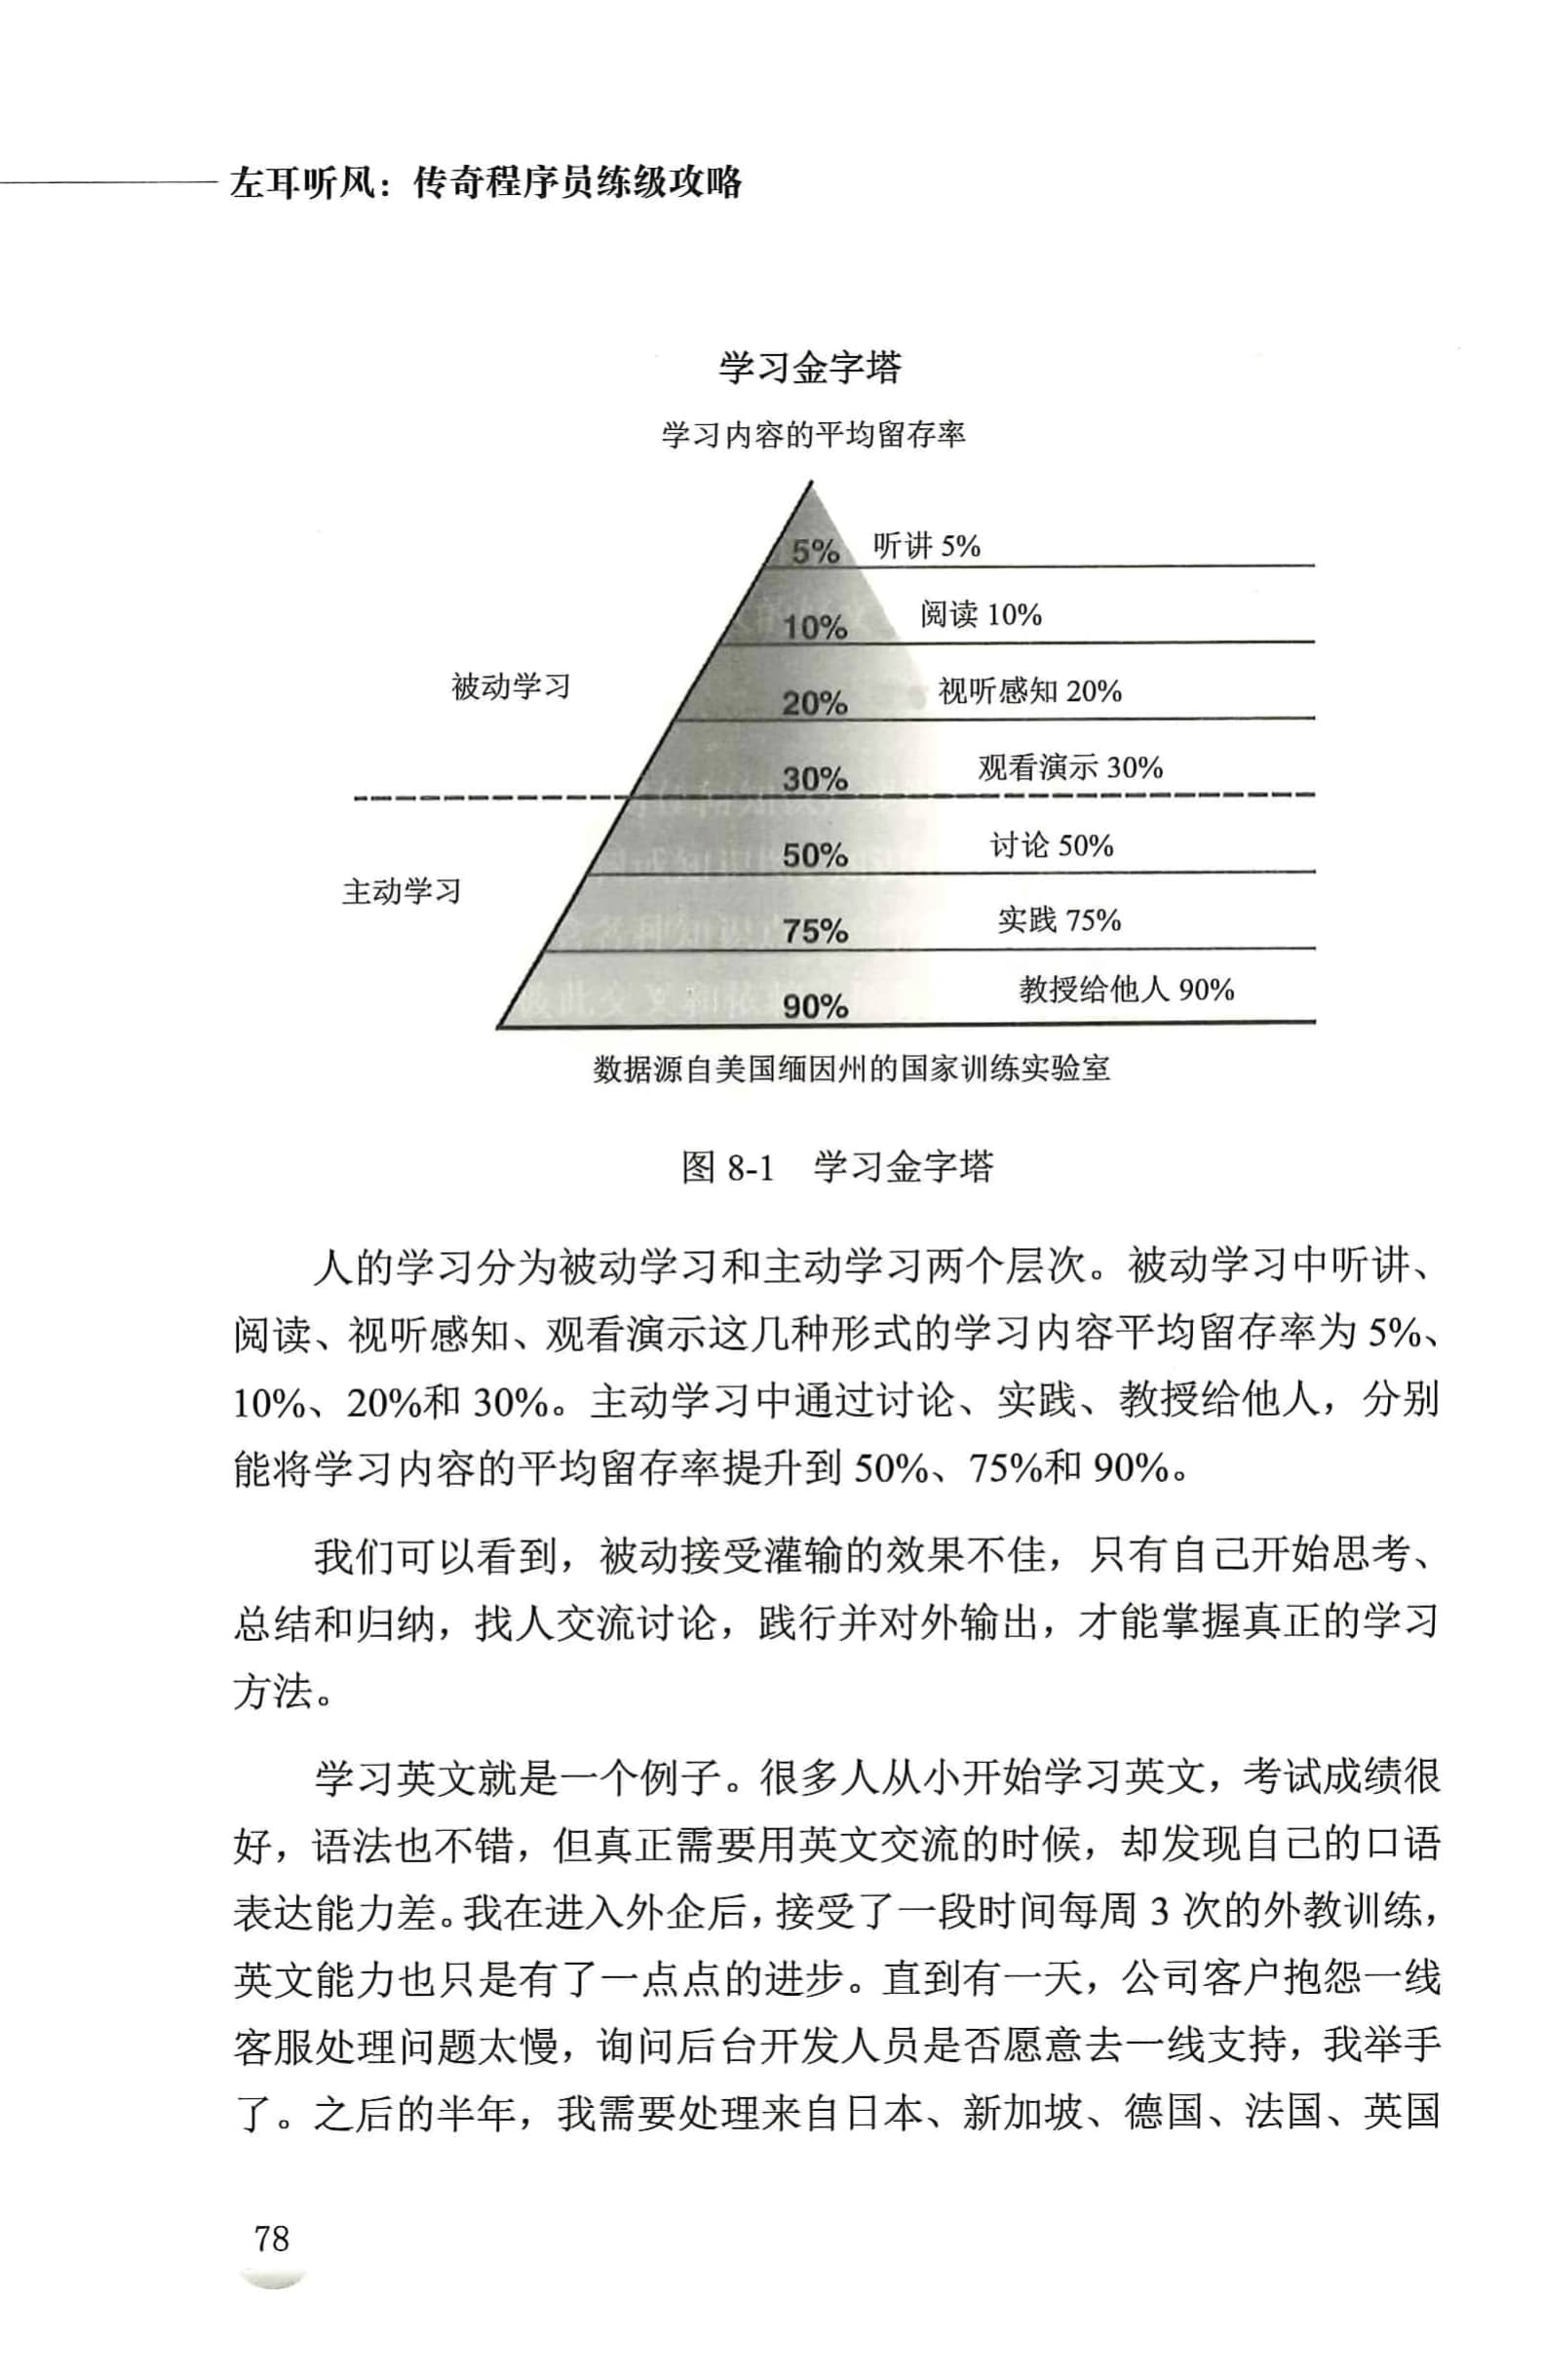 左耳听风：传奇程序员练级攻略
学习金字塔
学习内容的平均留存率
5% 听讲 5%
10% 阅读 10%
被动学习
20% 视听感知 20%
30% 观看演示 30%
50% 讨论 50%
主动学习
75% 实践 75%
90% 教授给他人 90%
数据源自美国缅因州的国家训练实验室
图 8-1 学习金字塔
人的学习分为被动学习和主动学习两个层次。被动学习中听讲、
阅读、视听感知、观看演示这几种形式的学习内容平均留存率为 5%、
10%、20%和 30%。主动学习中通过讨论、实践、教授给他人，分别
能将学习内容的平均留存率提升到 50%、75%和 90%。
我们可以看到，被动接受灌输的效果不佳，只有自己开始思考、
总结和归纳，找人交流讨论，践行并对外输出，才能掌握真正的学习
方法。
学习英文就是一个例子。很多人从小开始学习英文，考试成绩很
好，语法也不错，但真正需要用英文交流的时候，却发现自己的口语
表达能力差。我在进入外企后，接受了一段时间每周 3 次的外教训练，
英文能力也只是有了一点点的进步。直到有一天，公司客户抱怨一线
客服处理问题太慢，询问后台开发人员是否愿意去一线支持，我举手
了。之后的半年，我需要处理来自日本、新加坡、德国、法国、英国
78